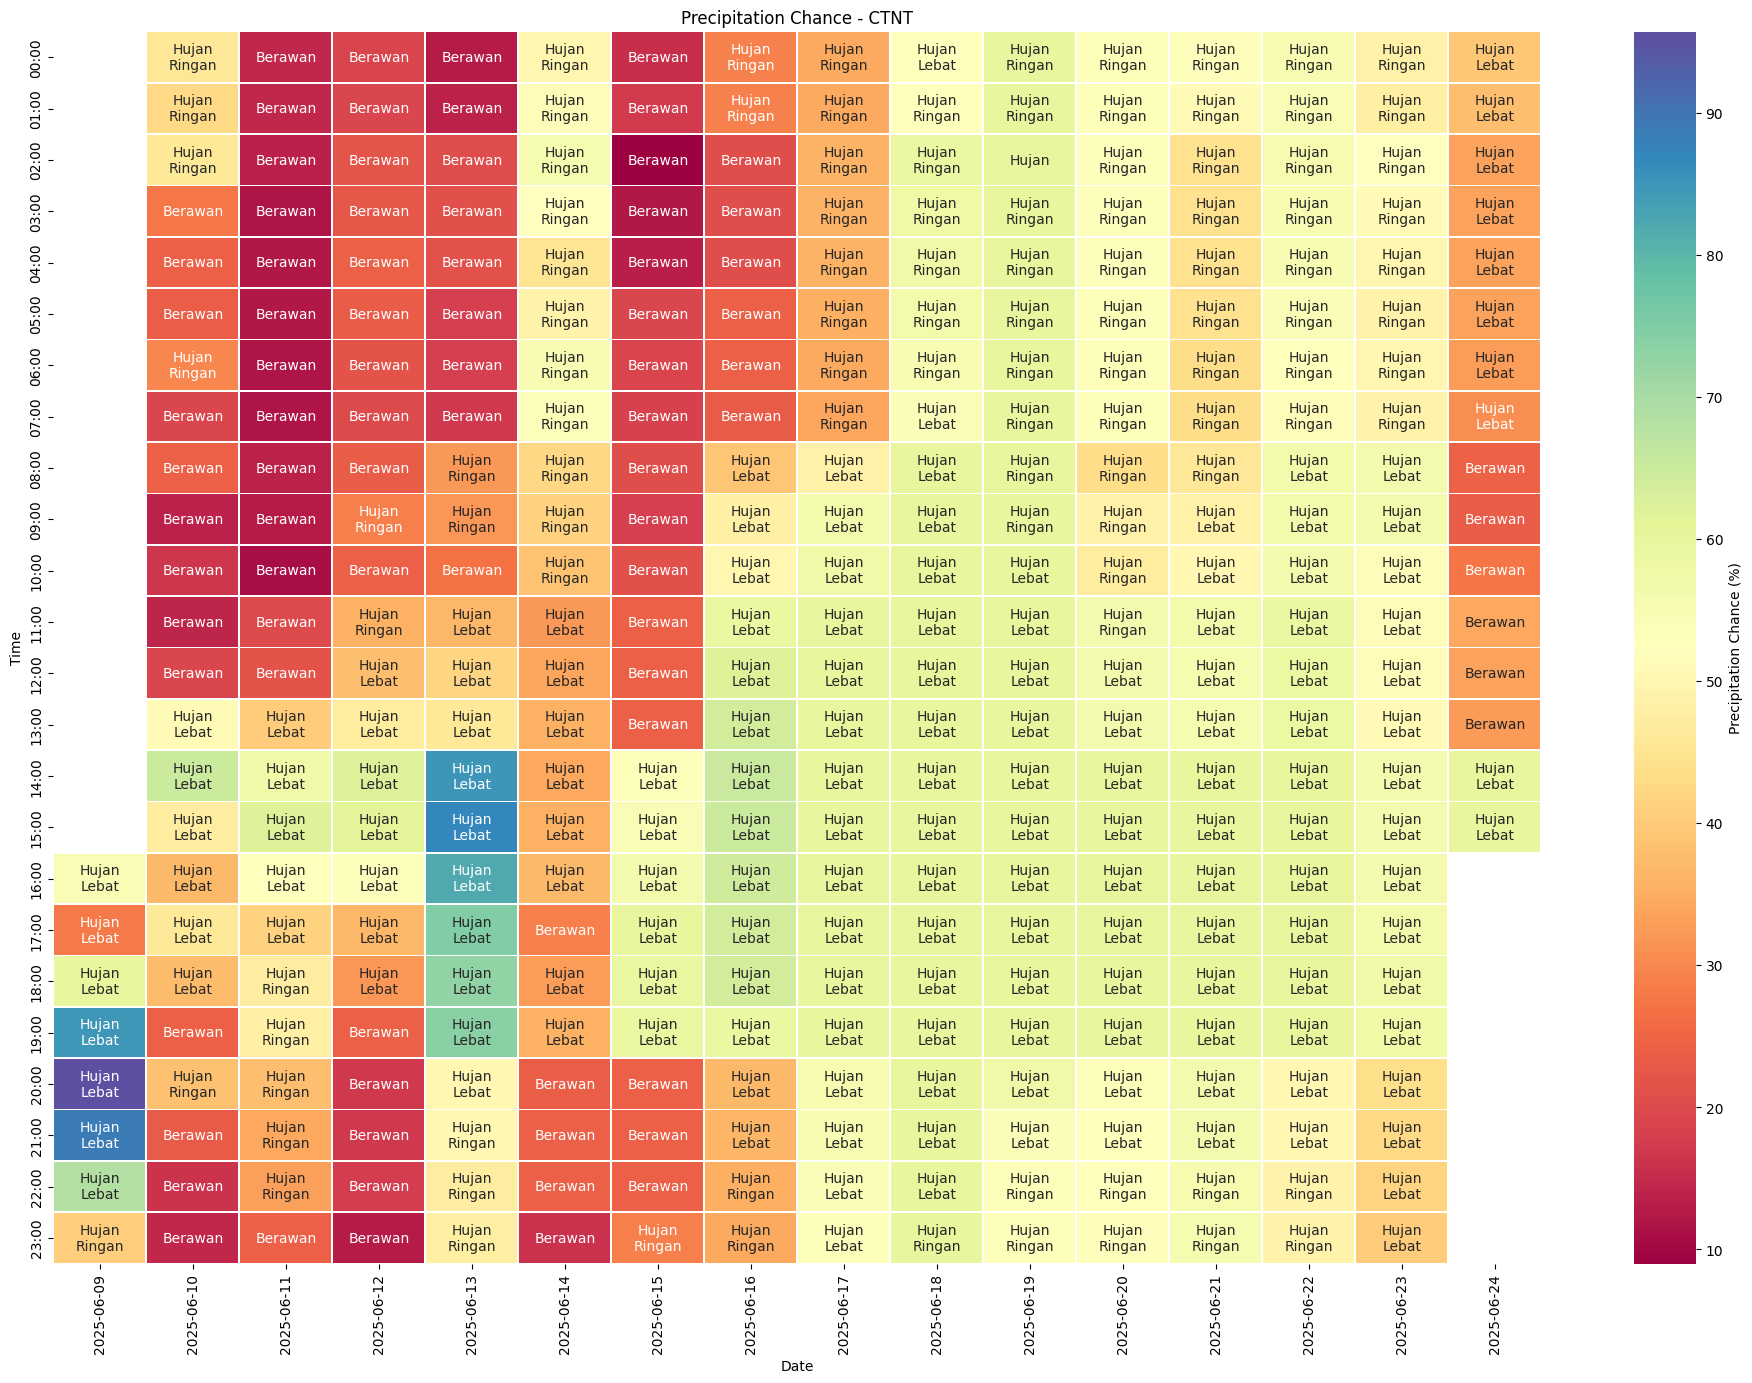 Precipitation Chance - CTNT
00:00 Hujan Ringan Berawan Berawan Berawan Hujan Ringan Berawan Hujan Ringan Hujan Ringan Hujan Lebat Hujan Ringan Hujan Ringan Hujan Ringan Hujan Ringan Hujan Ringan Hujan Lebat
01:00 Hujan Ringan Berawan Berawan Berawan Hujan Ringan Berawan Hujan Ringan Hujan Ringan Hujan Ringan Hujan Ringan Hujan Ringan Hujan Ringan Hujan Ringan Hujan Ringan Hujan Lebat
02:00 Hujan Ringan Berawan Berawan Berawan Hujan Ringan Berawan Berawan Hujan Ringan Hujan Ringan Hujan Hujan Ringan Hujan Ringan Hujan Ringan Hujan Ringan Hujan Lebat
03:00 Berawan Berawan Berawan Berawan Hujan Ringan Berawan Berawan Hujan Ringan Hujan Ringan Hujan Ringan Hujan Ringan Hujan Ringan Hujan Ringan Hujan Ringan Hujan Lebat
04:00 Berawan Berawan Berawan Berawan Hujan Ringan Berawan Berawan Hujan Ringan Hujan Ringan Hujan Ringan Hujan Ringan Hujan Ringan Hujan Ringan Hujan Ringan Hujan Lebat
05:00 Berawan Berawan Berawan Berawan Hujan Ringan Berawan Berawan Hujan Ringan Hujan Ringan Hujan Ringan Hujan Ringan Hujan Ringan Hujan Ringan Hujan Ringan Hujan Lebat
06:00 Hujan Ringan Berawan Berawan Berawan Hujan Ringan Berawan Berawan Hujan Ringan Hujan Ringan Hujan Ringan Hujan Ringan Hujan Ringan Hujan Ringan Hujan Ringan Hujan Lebat
07:00 Berawan Berawan Berawan Berawan Hujan Ringan Berawan Berawan Hujan Ringan Hujan Lebat Hujan Ringan Hujan Ringan Hujan Ringan Hujan Ringan Hujan Ringan Hujan Lebat
08:00 Berawan Berawan Berawan Hujan Ringan Hujan Ringan Berawan Hujan Lebat Hujan Lebat Hujan Lebat Hujan Ringan Hujan Ringan Hujan Ringan Hujan Lebat Hujan Lebat Berawan
09:00 Berawan Berawan Hujan Ringan Hujan Ringan Hujan Ringan Berawan Hujan Lebat Hujan Lebat Hujan Lebat Hujan Ringan Hujan Ringan Hujan Lebat Hujan Lebat Hujan Lebat Berawan
10:00 Berawan Berawan Berawan Berawan Hujan Ringan Berawan Hujan Lebat Hujan Lebat Hujan Lebat Hujan Lebat Hujan Ringan Hujan Lebat Hujan Lebat Hujan Lebat Berawan
11:00 Berawan Berawan Hujan Ringan Hujan Lebat Hujan Lebat Berawan Hujan Lebat Hujan Lebat Hujan Lebat Hujan Lebat Hujan Ringan Hujan Lebat Hujan Lebat Hujan Lebat Berawan
12:00 Berawan Berawan Hujan Lebat Hujan Lebat Hujan Lebat Berawan Hujan Lebat Hujan Lebat Hujan Lebat Hujan Lebat Hujan Lebat Hujan Lebat Hujan Lebat Hujan Lebat Berawan
13:00 Hujan Lebat Hujan Lebat Hujan Lebat Hujan Lebat Hujan Lebat Berawan Hujan Lebat Hujan Lebat Hujan Lebat Hujan Lebat Hujan Lebat Hujan Lebat Hujan Lebat Hujan Lebat Berawan
14:00 Hujan Lebat Hujan Lebat Hujan Lebat Hujan Lebat Hujan Lebat Hujan Lebat Hujan Lebat Hujan Lebat Hujan Lebat Hujan Lebat Hujan Lebat Hujan Lebat Hujan Lebat Hujan Lebat Hujan Lebat
15:00 Hujan Lebat Hujan Lebat Hujan Lebat Hujan Lebat Hujan Lebat Hujan Lebat Hujan Lebat Hujan Lebat Hujan Lebat Hujan Lebat Hujan Lebat Hujan Lebat Hujan Lebat Hujan Lebat Hujan Lebat
16:00 Hujan Lebat Hujan Lebat Hujan Lebat Hujan Lebat Hujan Lebat Hujan Lebat Hujan Lebat Hujan Lebat Hujan Lebat Hujan Lebat Hujan Lebat Hujan Lebat Hujan Lebat Hujan Lebat Hujan Lebat
17:00 Hujan Lebat Hujan Lebat Hujan Lebat Hujan Lebat Hujan Lebat Berawan Hujan Lebat Hujan Lebat Hujan Lebat Hujan Lebat Hujan Lebat Hujan Lebat Hujan Lebat Hujan Lebat Hujan Lebat
18:00 Hujan Lebat Hujan Lebat Hujan Ringan Hujan Lebat Hujan Lebat Hujan Lebat Hujan Lebat Hujan Lebat Hujan Lebat Hujan Lebat Hujan Lebat Hujan Lebat Hujan Lebat Hujan Lebat Hujan Lebat
19:00 Hujan Lebat Berawan Hujan Ringan Berawan Hujan Lebat Hujan Lebat Hujan Lebat Hujan Lebat Hujan Lebat Hujan Lebat Hujan Lebat Hujan Lebat Hujan Lebat Hujan Lebat Hujan Lebat
20:00 Hujan Lebat Hujan Ringan Hujan Ringan Berawan Hujan Lebat Berawan Berawan Hujan Lebat Hujan Lebat Hujan Lebat Hujan Lebat Hujan Lebat Hujan Lebat Hujan Lebat Hujan Lebat
21:00 Hujan Lebat Berawan Hujan Ringan Berawan Hujan Ringan Berawan Berawan Hujan Lebat Hujan Lebat Hujan Lebat Hujan Lebat Hujan Lebat Hujan Lebat Hujan Lebat Hujan Lebat
22:00 Hujan Lebat Berawan Hujan Ringan Berawan Hujan Ringan Berawan Berawan Hujan Ringan Hujan Lebat Hujan Lebat Hujan Ringan Hujan Ringan Hujan Ringan Hujan Ringan Hujan Lebat
23:00 Hujan Ringan Berawan Berawan Berawan Hujan Ringan Berawan Hujan Ringan Hujan Ringan Hujan Lebat Hujan Ringan Hujan Ringan Hujan Ringan Hujan Ringan Hujan Ringan Hujan Lebat
Time
2025-06-09 2025-06-10 2025-06-11 2025-06-12 2025-06-13 2025-06-14 2025-06-15 2025-06-16 2025-06-17 2025-06-18 2025-06-19 2025-06-20 2025-06-21 2025-06-22 2025-06-23 2025-06-24
Date
90
80
70
60
50
40
30
20
10
Precipitation Chance (%)